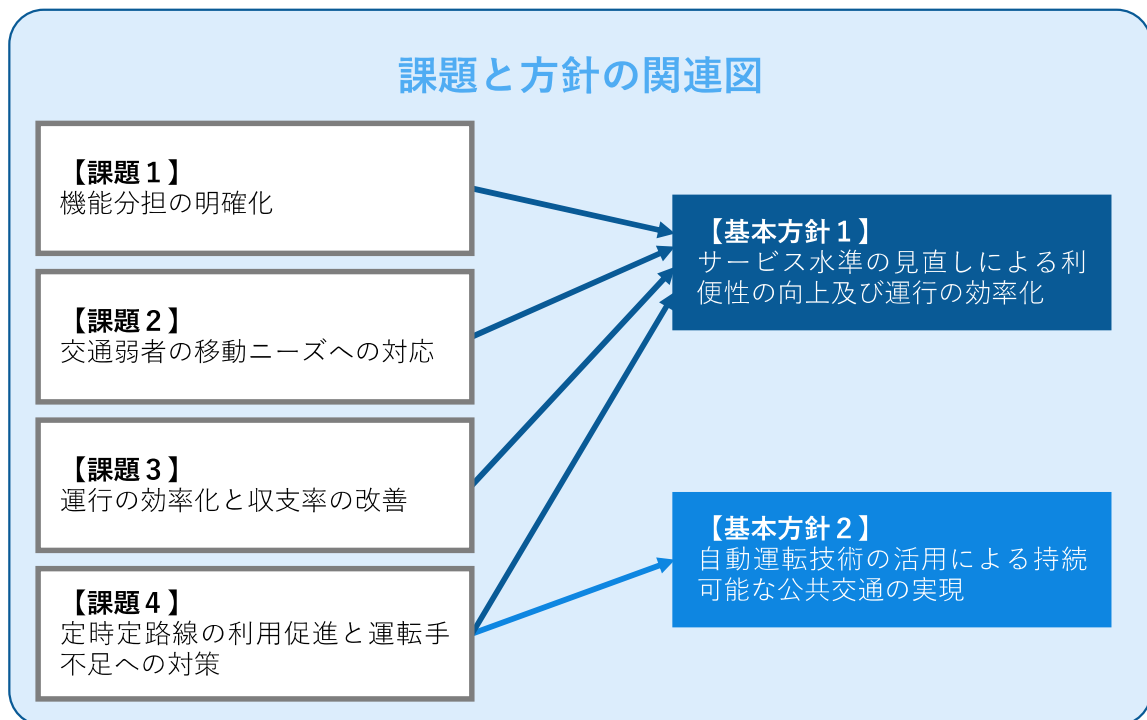 課題と方針の関連図
【課題１】
機能分担の明確化
【課題２】
交通弱者の移動ニーズへの対応
【課題３】
運行の効率化と収支率の改善
【課題４】
定時定路線の利用促進と運転手
不足への対策
【基本方針１】
サービス水準の見直しによる利
便性の向上及び運行の効率化
【基本方針２】
自動運転技術の活用による持続
可能な公共交通の実現